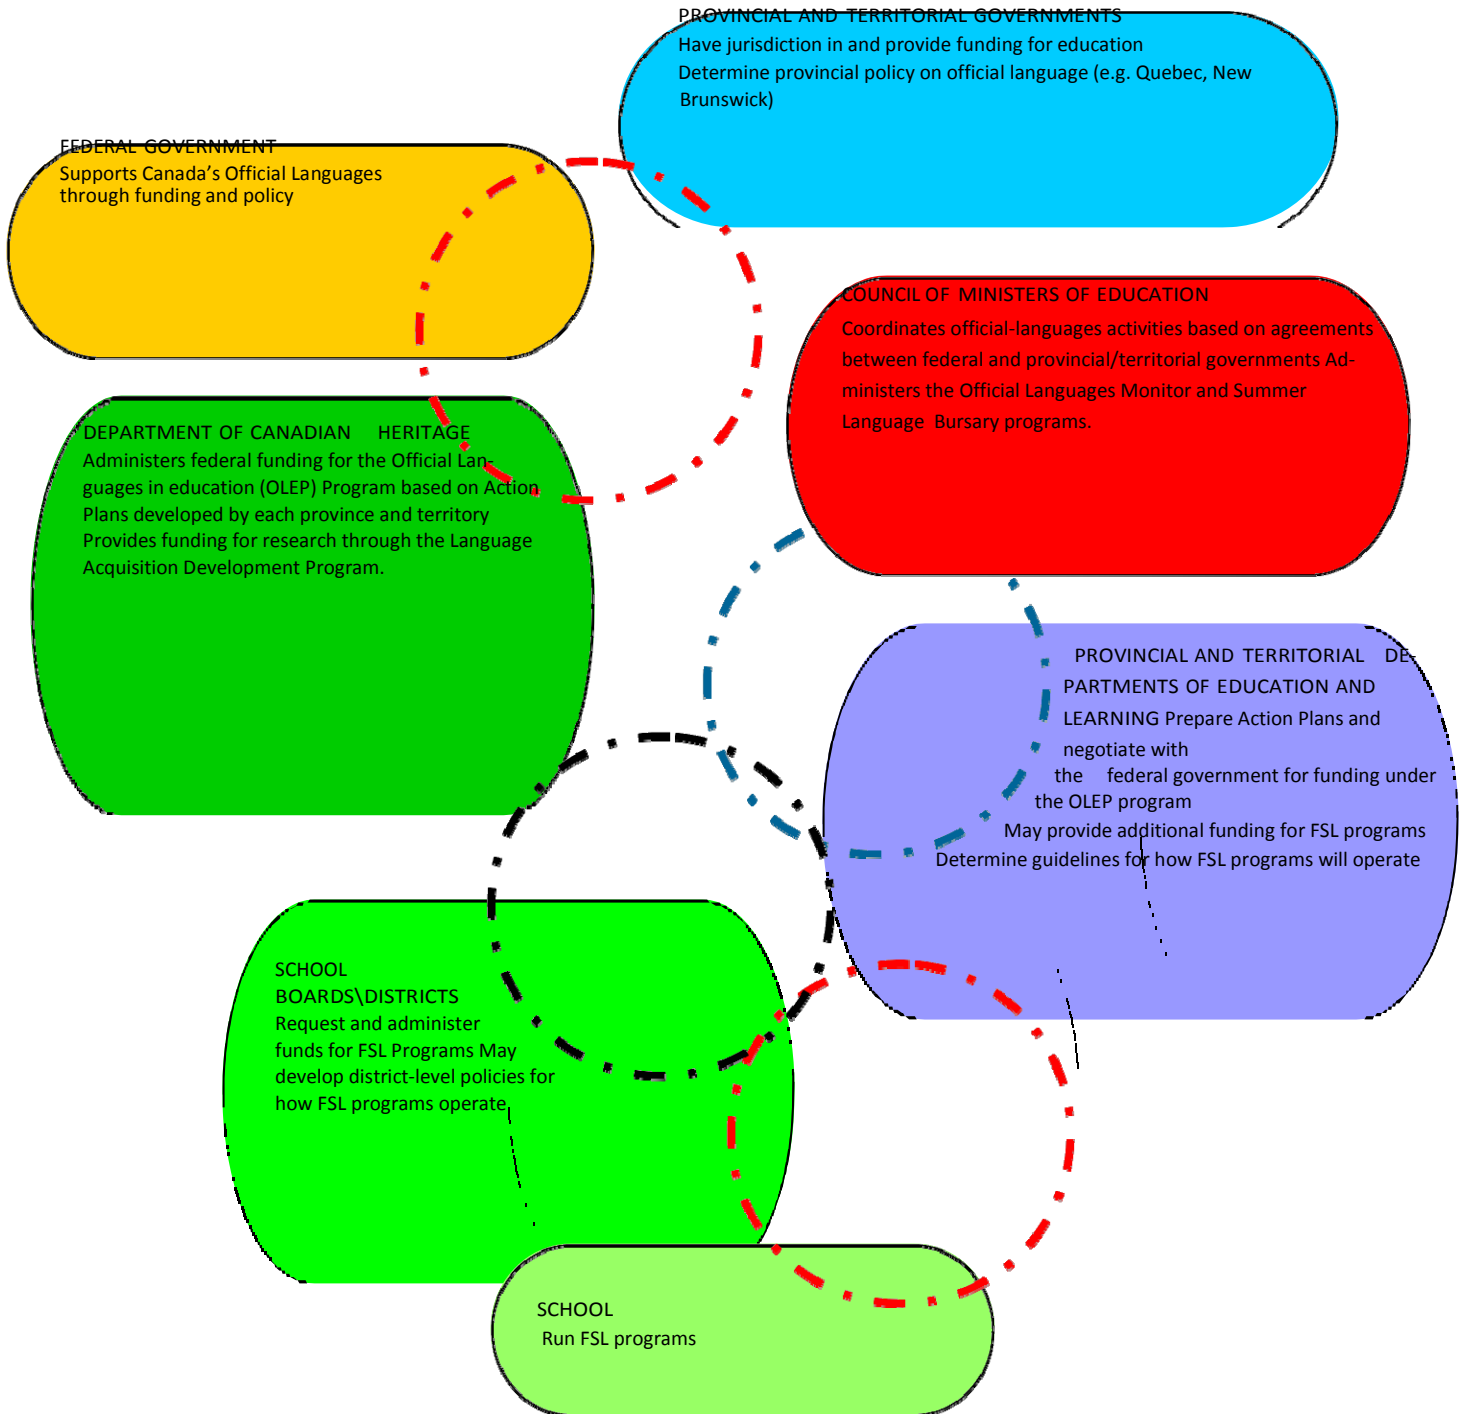 PROVINCIAL AND TERRITORIAL GOVERNMENTS
Have jurisdiction in and provide funding for education
Determine provincial policy on official language (e.g. Quebec, New
Brunswick)
FEDERAL GOVERNMENT
Supports Canada's Official Languages
through funding and policy
COUNCIL OF MINISTERS OF EDUCATION
Coordinates official-languages activities based on agreements
between federal and provincial/territorial governments Ad-
ministers the Official Languages Monitor and Summer
Language Bursary programs.
DEPARTMENT OF CANADIAN HERITAGE
Administers federal funding for the Official Lan-
guages in education (OLEP) Program based on Action
Plans developed by each province and territory
Provides funding for research through the Language
Acquisition Development Program.
PROVINCIAL AND TERRITORIAL DE-
PARTMENTS OF EDUCATION AND
LEARNING Prepare Action Plans and
negotiate with
the federal government for funding under
the OLEP program
May provide additional funding for FSL programs
Determine guidelines for how FSL programs will operate
SCHOOL
BOARDS\DISTRICTS
Request and administer
funds for FSL Programs May
develop district-level policies for
how FSL programs operate
SCHOOL
Run FSL programs